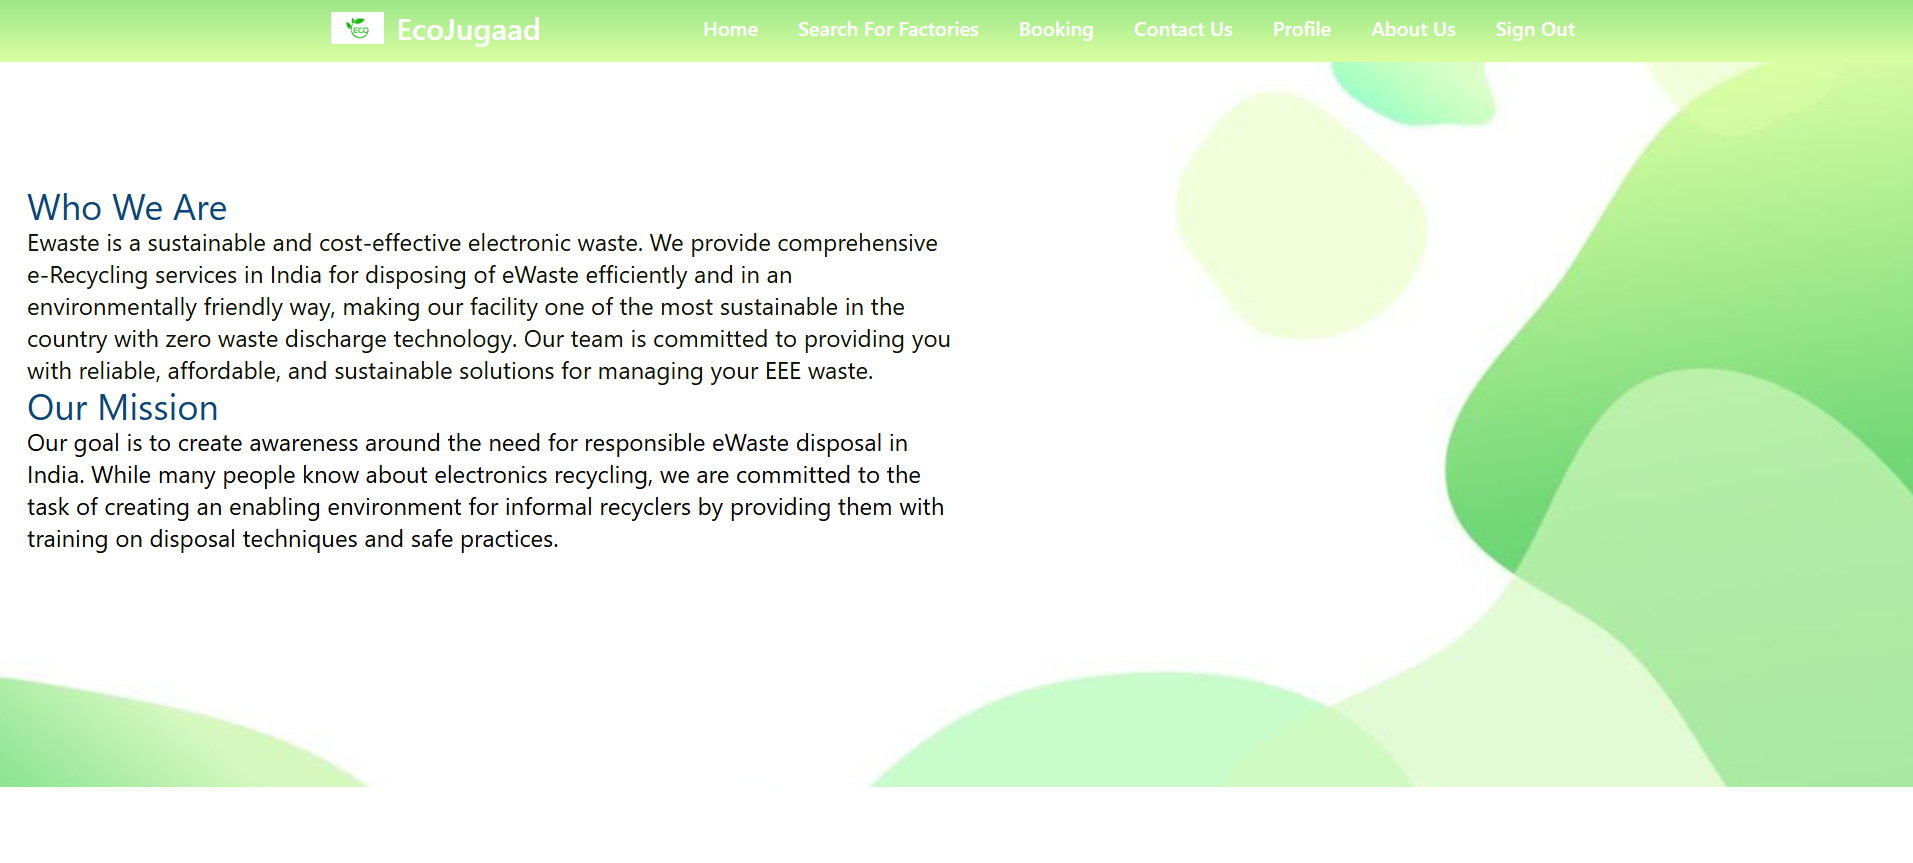 ECO
EcoJugaad
Home Search For Factories Booking Contact Us Profile About Us Sign Out
Who We Are
Ewaste is a sustainable and cost-effective electronic waste. We provide comprehensive
e-Recycling services in India for disposing of eWaste efficiently and in an
environmentally friendly way, making our facility one of the most sustainable in the
country with zero waste discharge technology. Our team is committed to providing you
with reliable, affordable, and sustainable solutions for managing your EEE waste.
Our Mission
Our goal is to create awareness around the need for responsible eWaste disposal in
India. While many people know about electronics recycling, we are committed to the
task of creating an enabling environment for informal recyclers by providing them with
training on disposal techniques and safe practices.